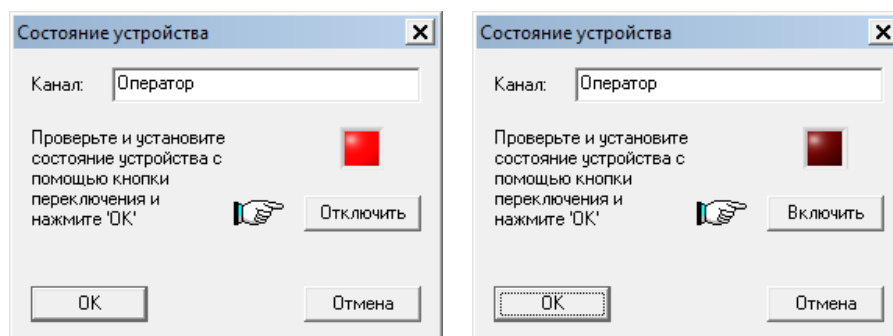 Состояние устройства
Канал: Оператор
Проверьте и установите
состояние устройства с
помощью кнопки
переключения и
нажмите 'ОК'
Отключить
ОК
Отмена
Состояние устройства
Канал: Оператор
Проверьте и установите
состояние устройства с
помощью кнопки
переключения и
нажмите 'ОК'
Включить
ОК
Отмена